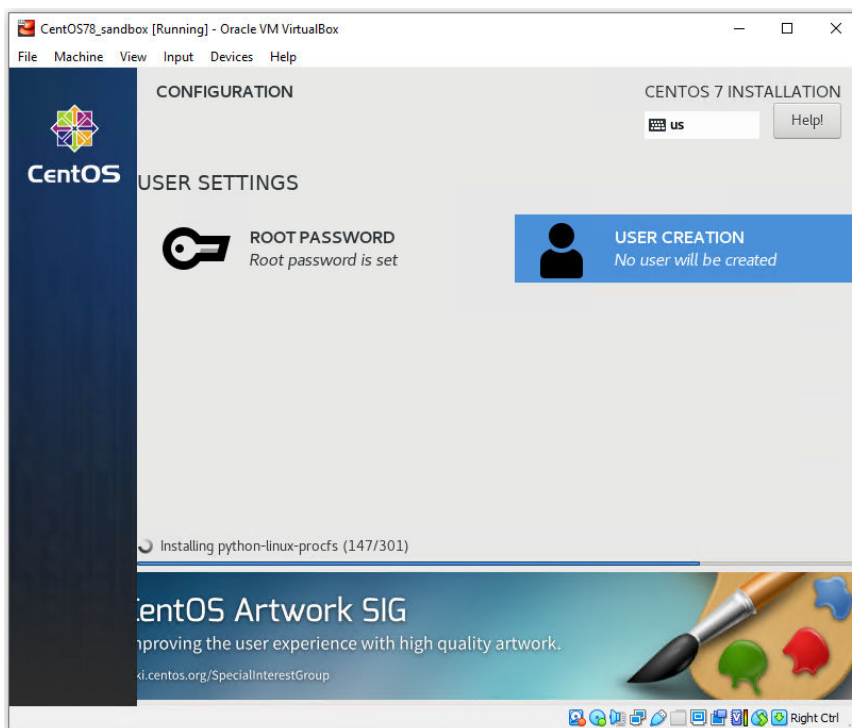 CentOS78_sandbox [Running] - Oracle VM VirtualBox
File Machine View Input Devices Help
CONFIGURATION
CENTOS 7 INSTALLATION
us
Help!
CentOS
USER SETTINGS
ROOT PASSWORD
Root password is set
USER CREATION
No user will be created
Installing python-linux-procfs (147/301)
entOS Artwork SIG
proving the user experience with high quality artwork.
ki.centos.org/SpecialInterestGroup
Right Ctrl